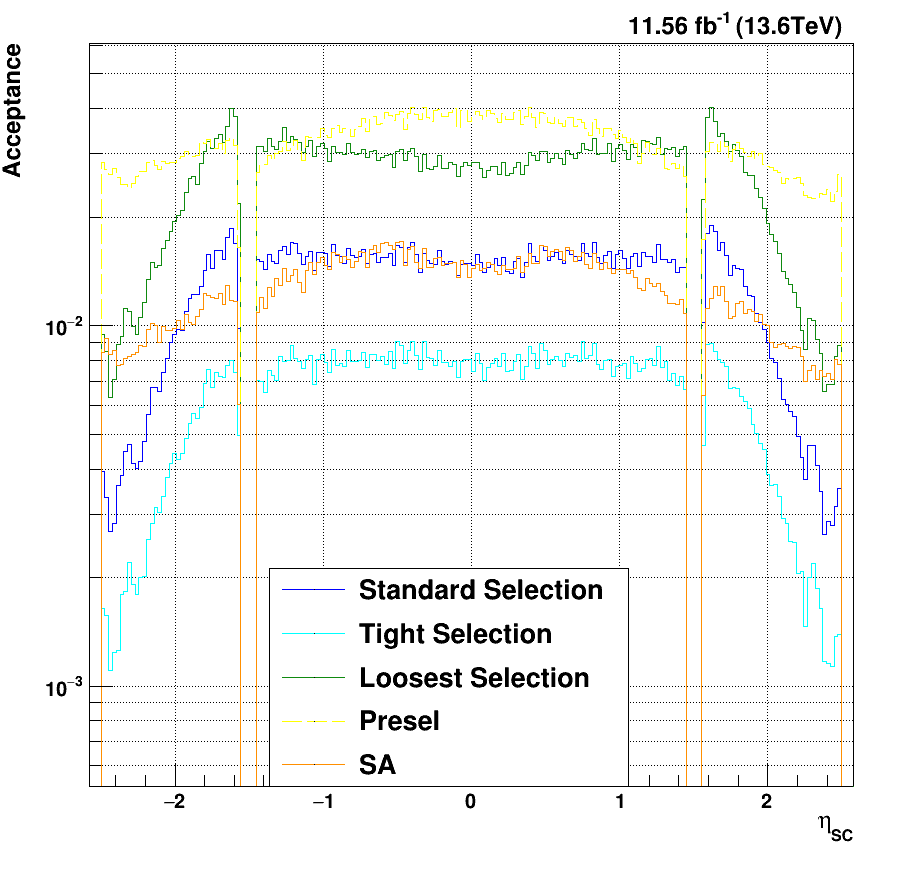 11.56 fb⁻¹ (13.6TeV)
Acceptance
10⁻²
10⁻³
Standard Selection
Tight Selection
Loosest Selection
Presel
SA
−2 −1 0 1 2
ηSC